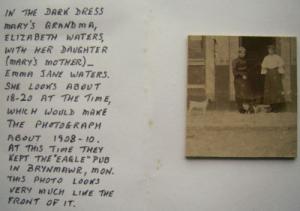 IN THE DARK DRESS
MARY'S GRANDMA,
ELIZABETH WATERS,
WITH HER DAUGHTER
(MARY'S MOTHER)_
EMMA JANE WATERS.
SHE LOOKS ABOUT
18-20 AT THE TIME,
WHICH WOULD MAKE
THE PHOTOGRAPH
ABOUT 1908-10.
AT THIS TIME THEY
KEPT THE "EAGLE" PUB
IN BRYNMAWR, MON.
THIS PHOTO LOOKS
VERY MUCH LIKE THE
FRONT OF IT.